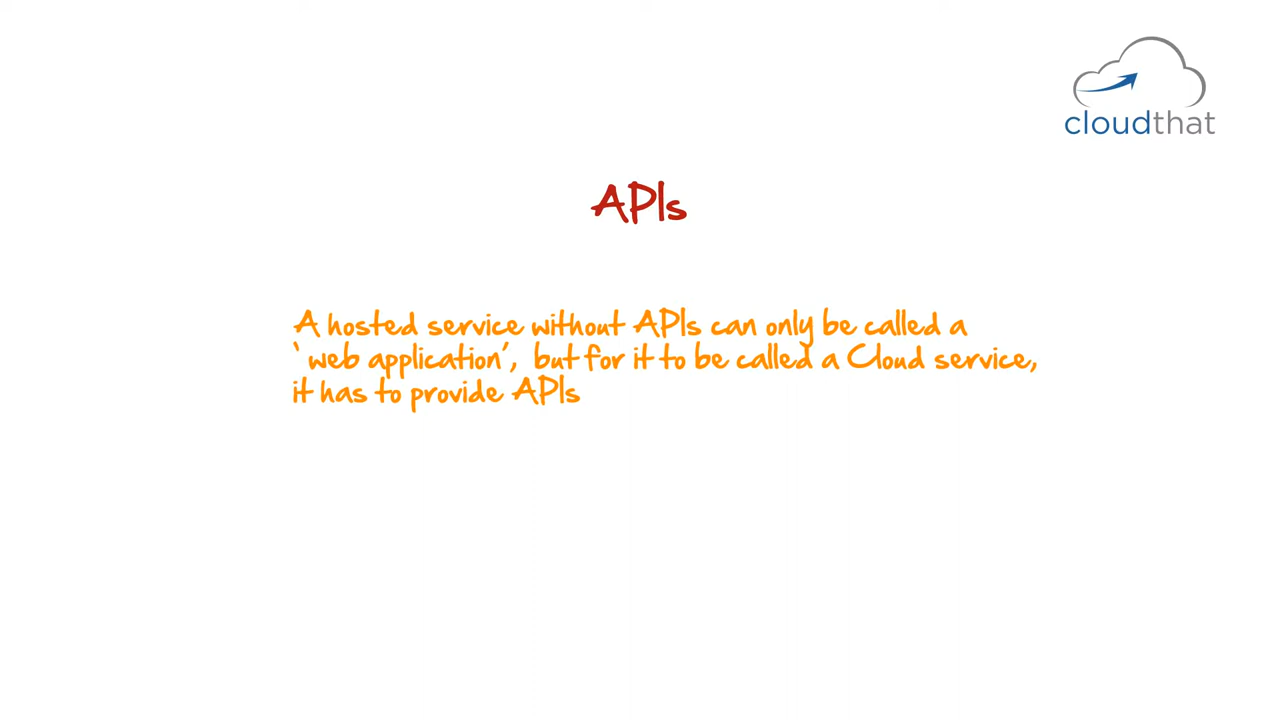 cloudthat
APIs
A hosted service without APIs can only be called a
‘ web application’, but for it to be called a Cloud service,
it has to provide APIs